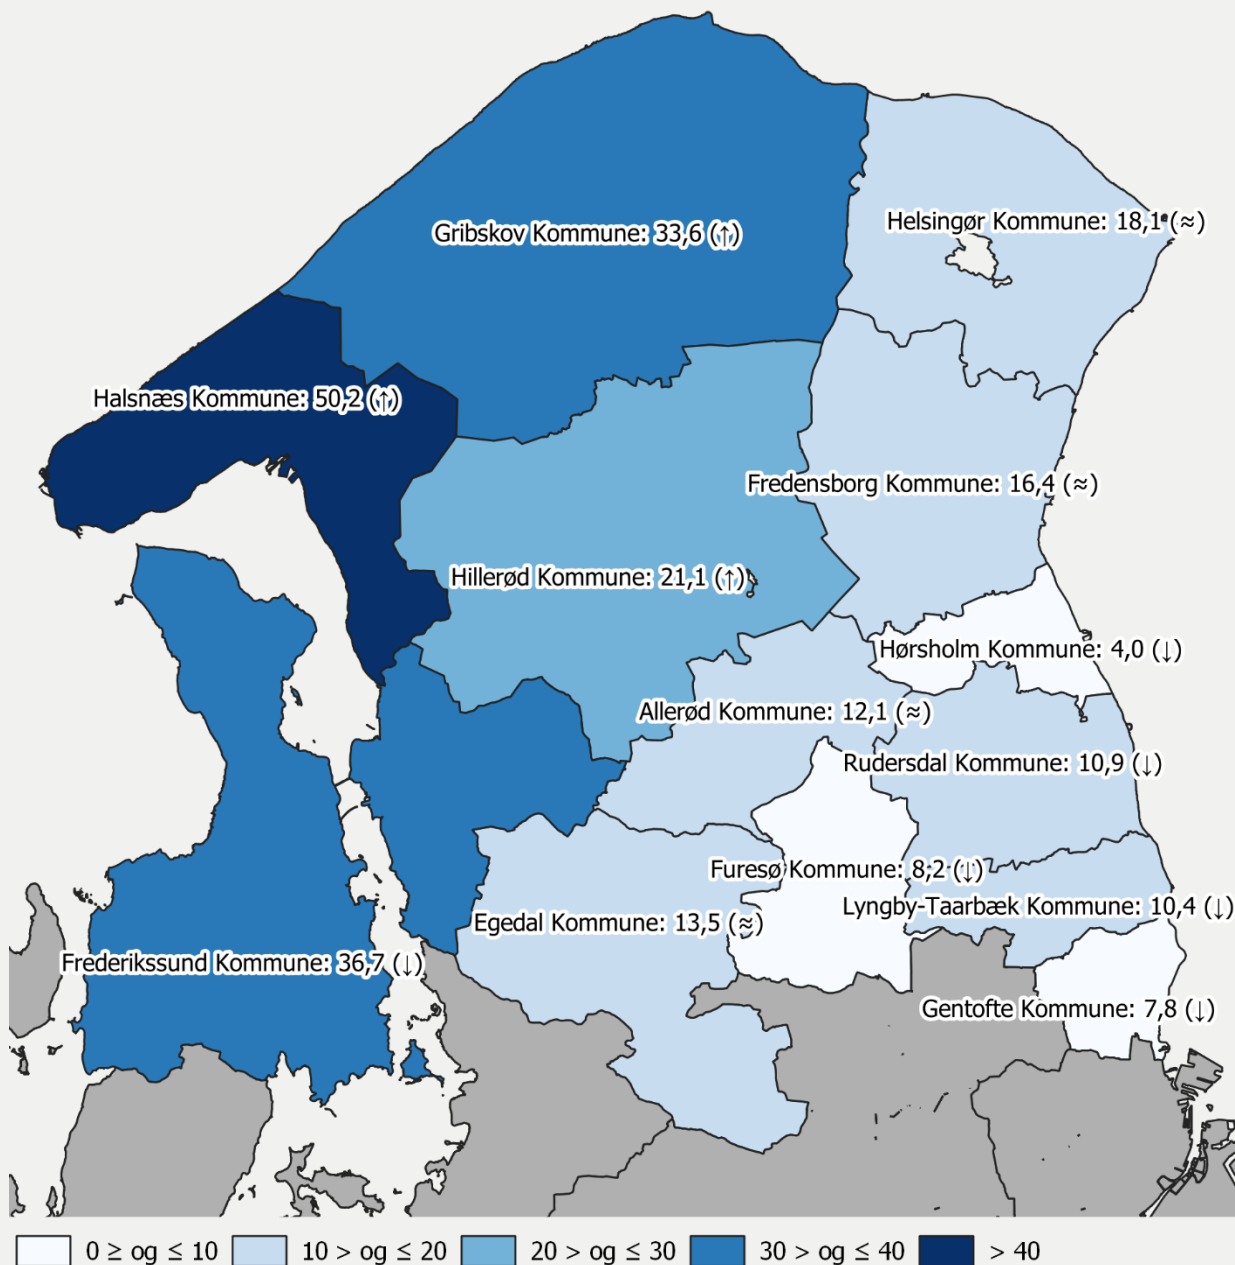 Helsingør Kommune: 18,1 (≈)
Gribskov Kommune: 33,6 (↑)
Halsnæs Kommune: 50,2 (↑)
Fredensborg Kommune: 16,4 (≈)
Hillerød Kommune: 21,1 (↑)
Hørsholm Kommune: 4,0 (↓)
Allerød Kommune: 12,1 (≈)
Rudersdal Kommune: 10,9 (↓)
Furesø Kommune: 8,2 (↓)
Lyngby-Taarbæk Kommune: 10,4 (↓)
Egedal Kommune: 13,5 (≈)
Frederikssund Kommune: 36,7 (↓)
Gentofte Kommune: 7,8 (↓)
0 ≥ og ≤ 10 10 > og ≤ 20 20 > og ≤ 30 30 > og ≤ 40 > 40